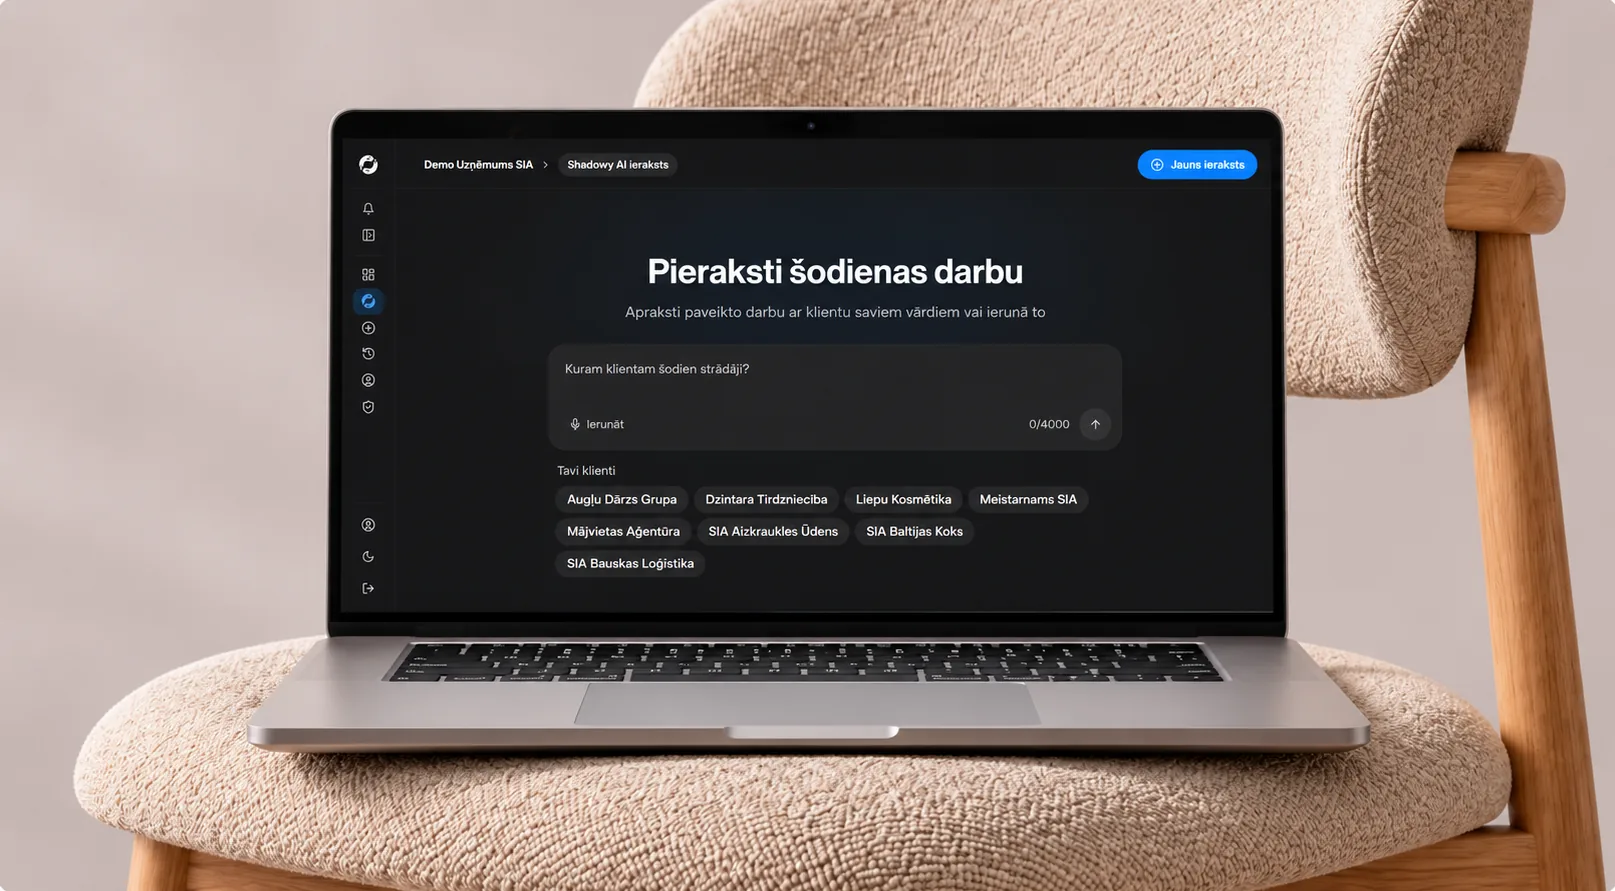 Demo Uzņēmums SIA > Shadowy AI ieraksts
Jauns ieraksts
Pieraksti šodienas darbu
Apraksti paveikto darbu ar klientu saviem vārdiem vai ierunā to
Kuram klientam šodien strādāji?
Ierunāt
0/4000
Tavi klienti
Augļu Dārzs Grupa
Dzintara Tirdzniecība
Liepu Kosmētika
Meistarnams SIA
Mājvietas Aģentūra
SIA Aizkraukles Ūdens
SIA Baltijas Koks
SIA Bauskas Loģistika